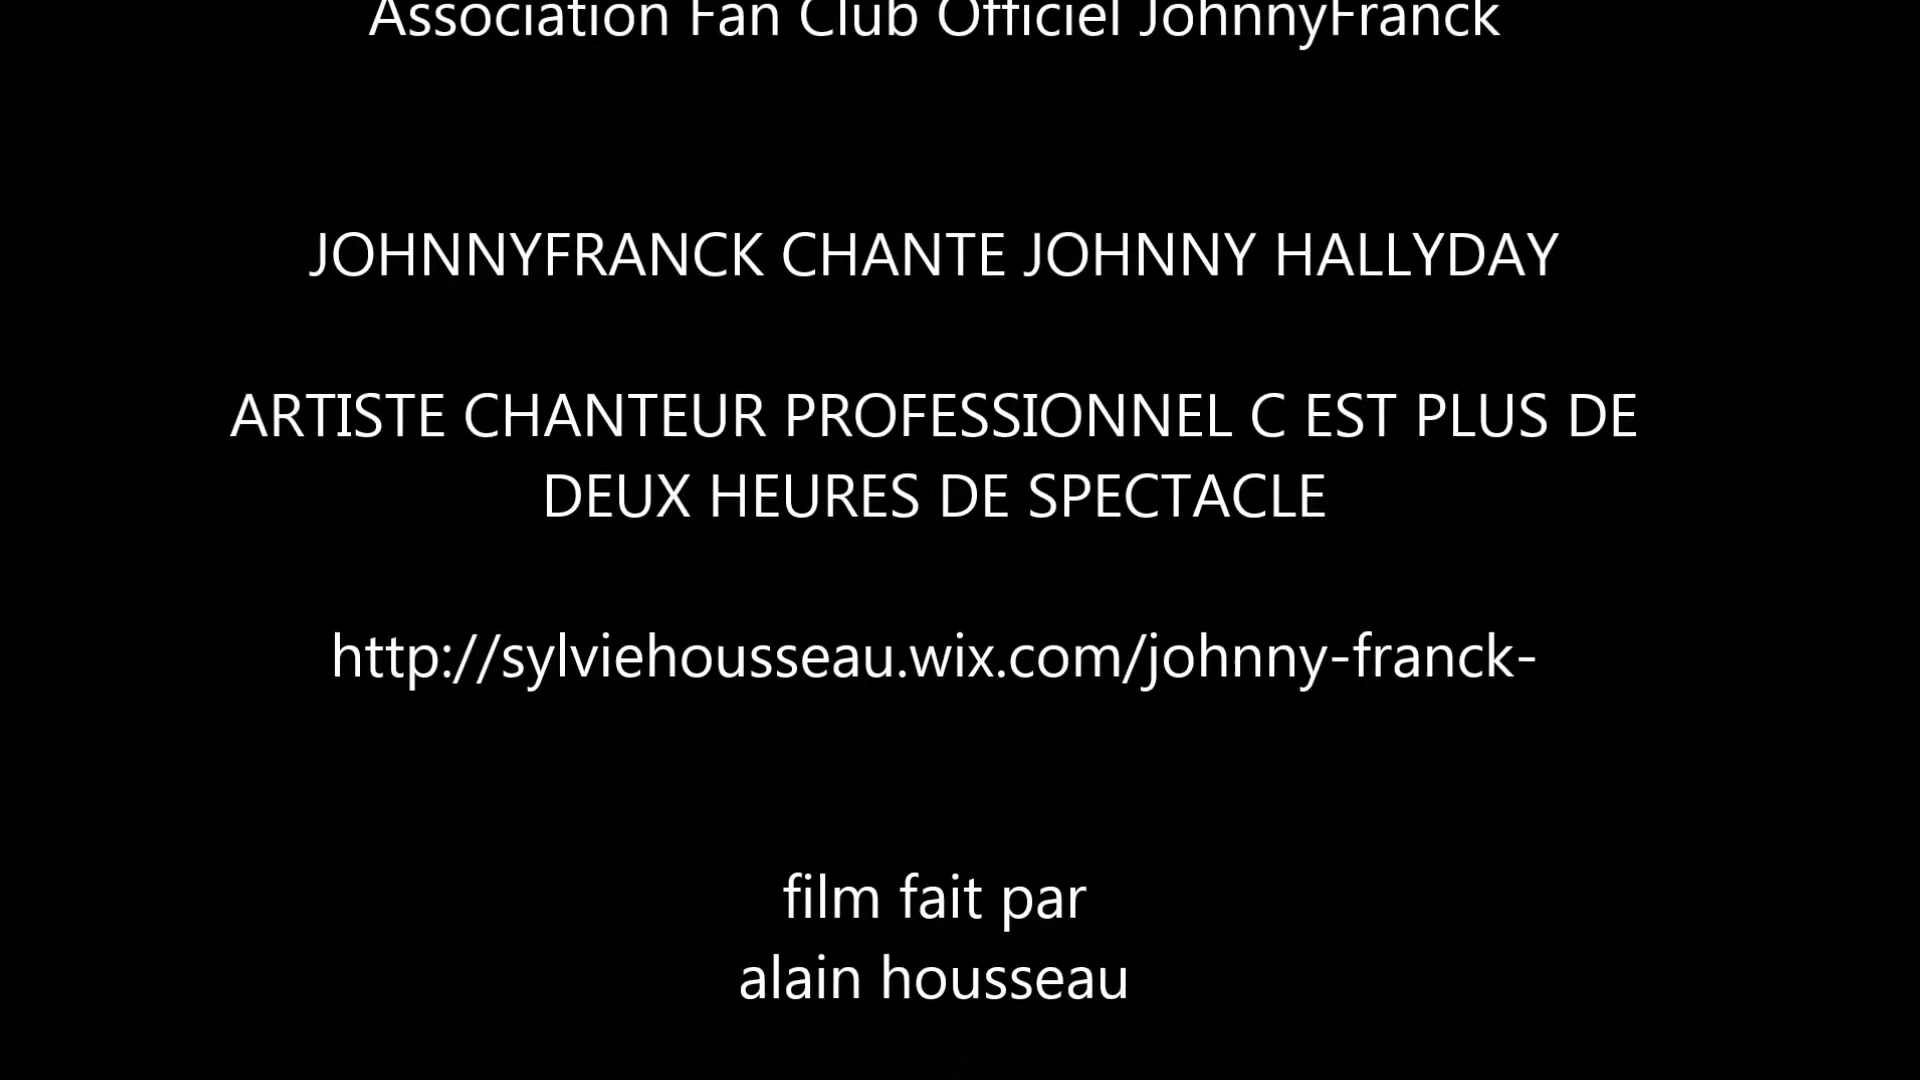 Association Fan Club Officiel JohnnyFranck
JOHNNYFRANCK CHANTE JOHNNY HALLYDAY
ARTISTE CHANTEUR PROFESSIONNEL C EST PLUS DE
DEUX HEURES DE SPECTACLE
http://sylviehousseau.wix.com/johnny-franck-
film fait par
alain housseau